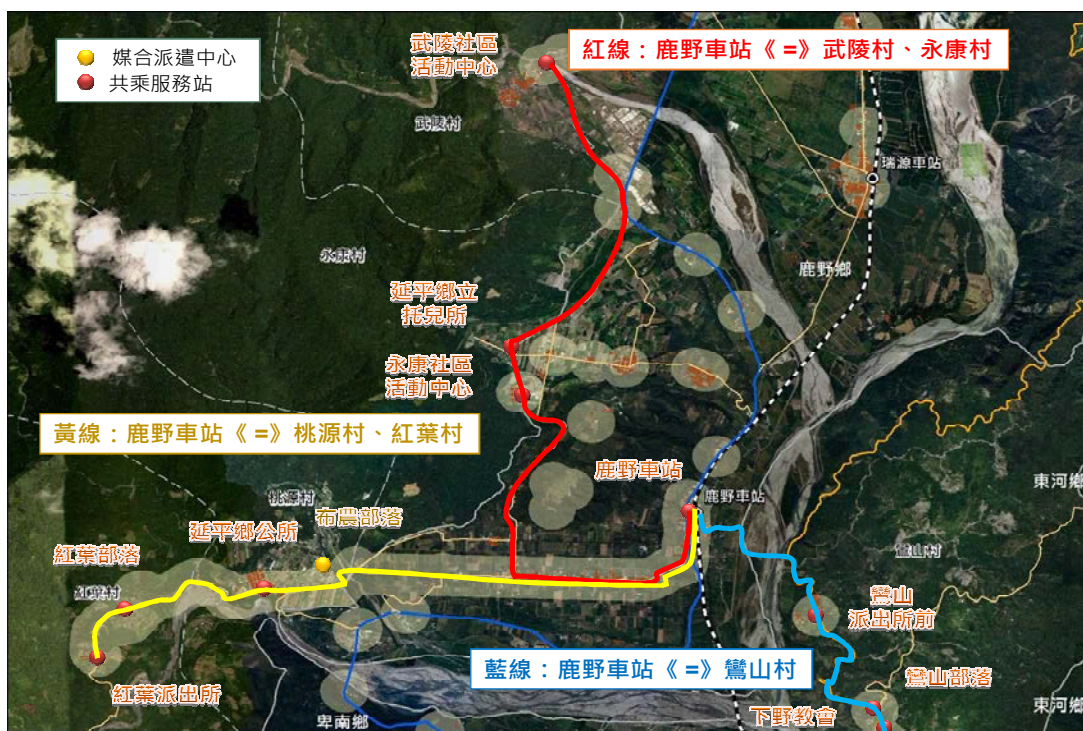 媒合派遣中心
共乘服務站
武陵社區
活動中心
紅線：鹿野車站《 =》武陵村、永康村
武陵村
瑞源車站
永康村
鹿野鄉
延平鄉立
托兒所
永康社區
活動中心
黃線：鹿野車站《 =》桃源村、紅葉村
鹿野車站
鹿野車站
東河鄉
桃源村
布農部落
延平鄉公所
紅葉部落
鸞山村
紅葉村
鸞山
派出所前
藍線：鹿野車站《 =》鸞山村
鸞山部落
紅葉派出所
下野教會
卑南鄉
東河鄉